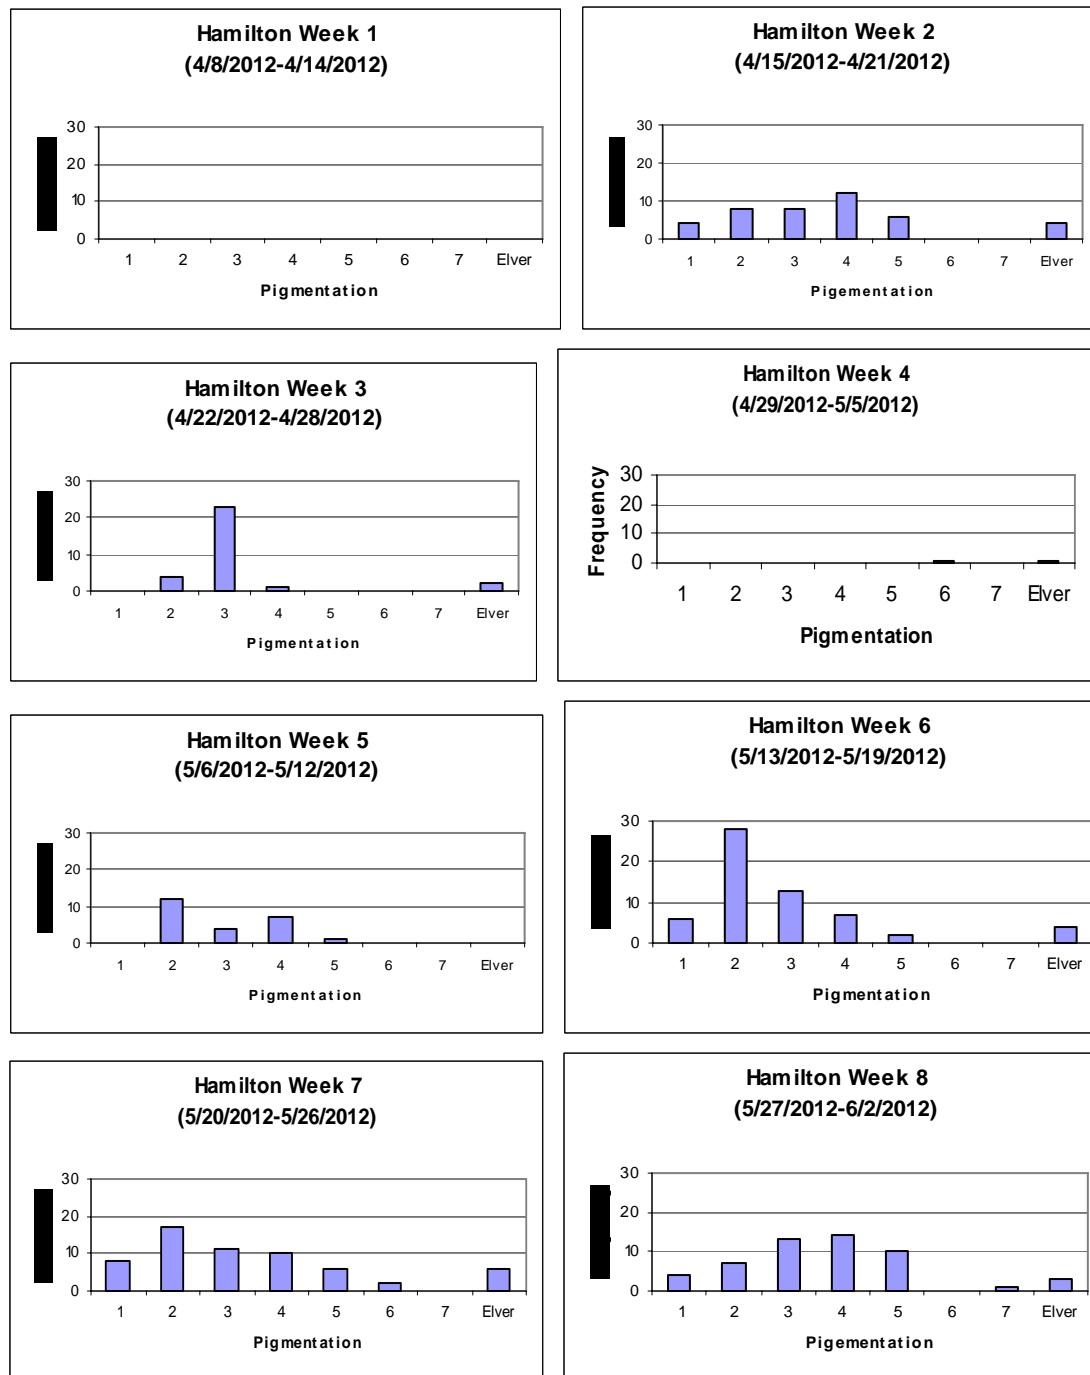 Hamilton Week 1
(4/8/2012-4/14/2012)
30
20
10
0
1 2 3 4 5 6 7 Elver
Pigmentation
Hamilton Week 2
(4/15/2012-4/21/2012)
30
20
10
0
1 2 3 4 5 6 7 Elver
Pigementation
Hamilton Week 3
(4/22/2012-4/28/2012)
30
20
10
0
1 2 3 4 5 6 7 Elver
Pigmentation
Hamilton Week 4
(4/29/2012-5/5/2012)
Frequency
30
20
10
0
1 2 3 4 5 6 7 Elver
Pigmentation
Hamilton Week 5
(5/6/2012-5/12/2012)
30
20
10
0
1 2 3 4 5 6 7 Elver
Pigmentation
Hamilton Week 6
(5/13/2012-5/19/2012)
30
20
10
0
1 2 3 4 5 6 7 Elver
Pigmentation
Hamilton Week 7
(5/20/2012-5/26/2012)
30
20
10
0
1 2 3 4 5 6 7 Elver
Pigmentation
Hamilton Week 8
(5/27/2012-6/2/2012)
30
20
10
0
1 2 3 4 5 6 7 Elver
Pigementation